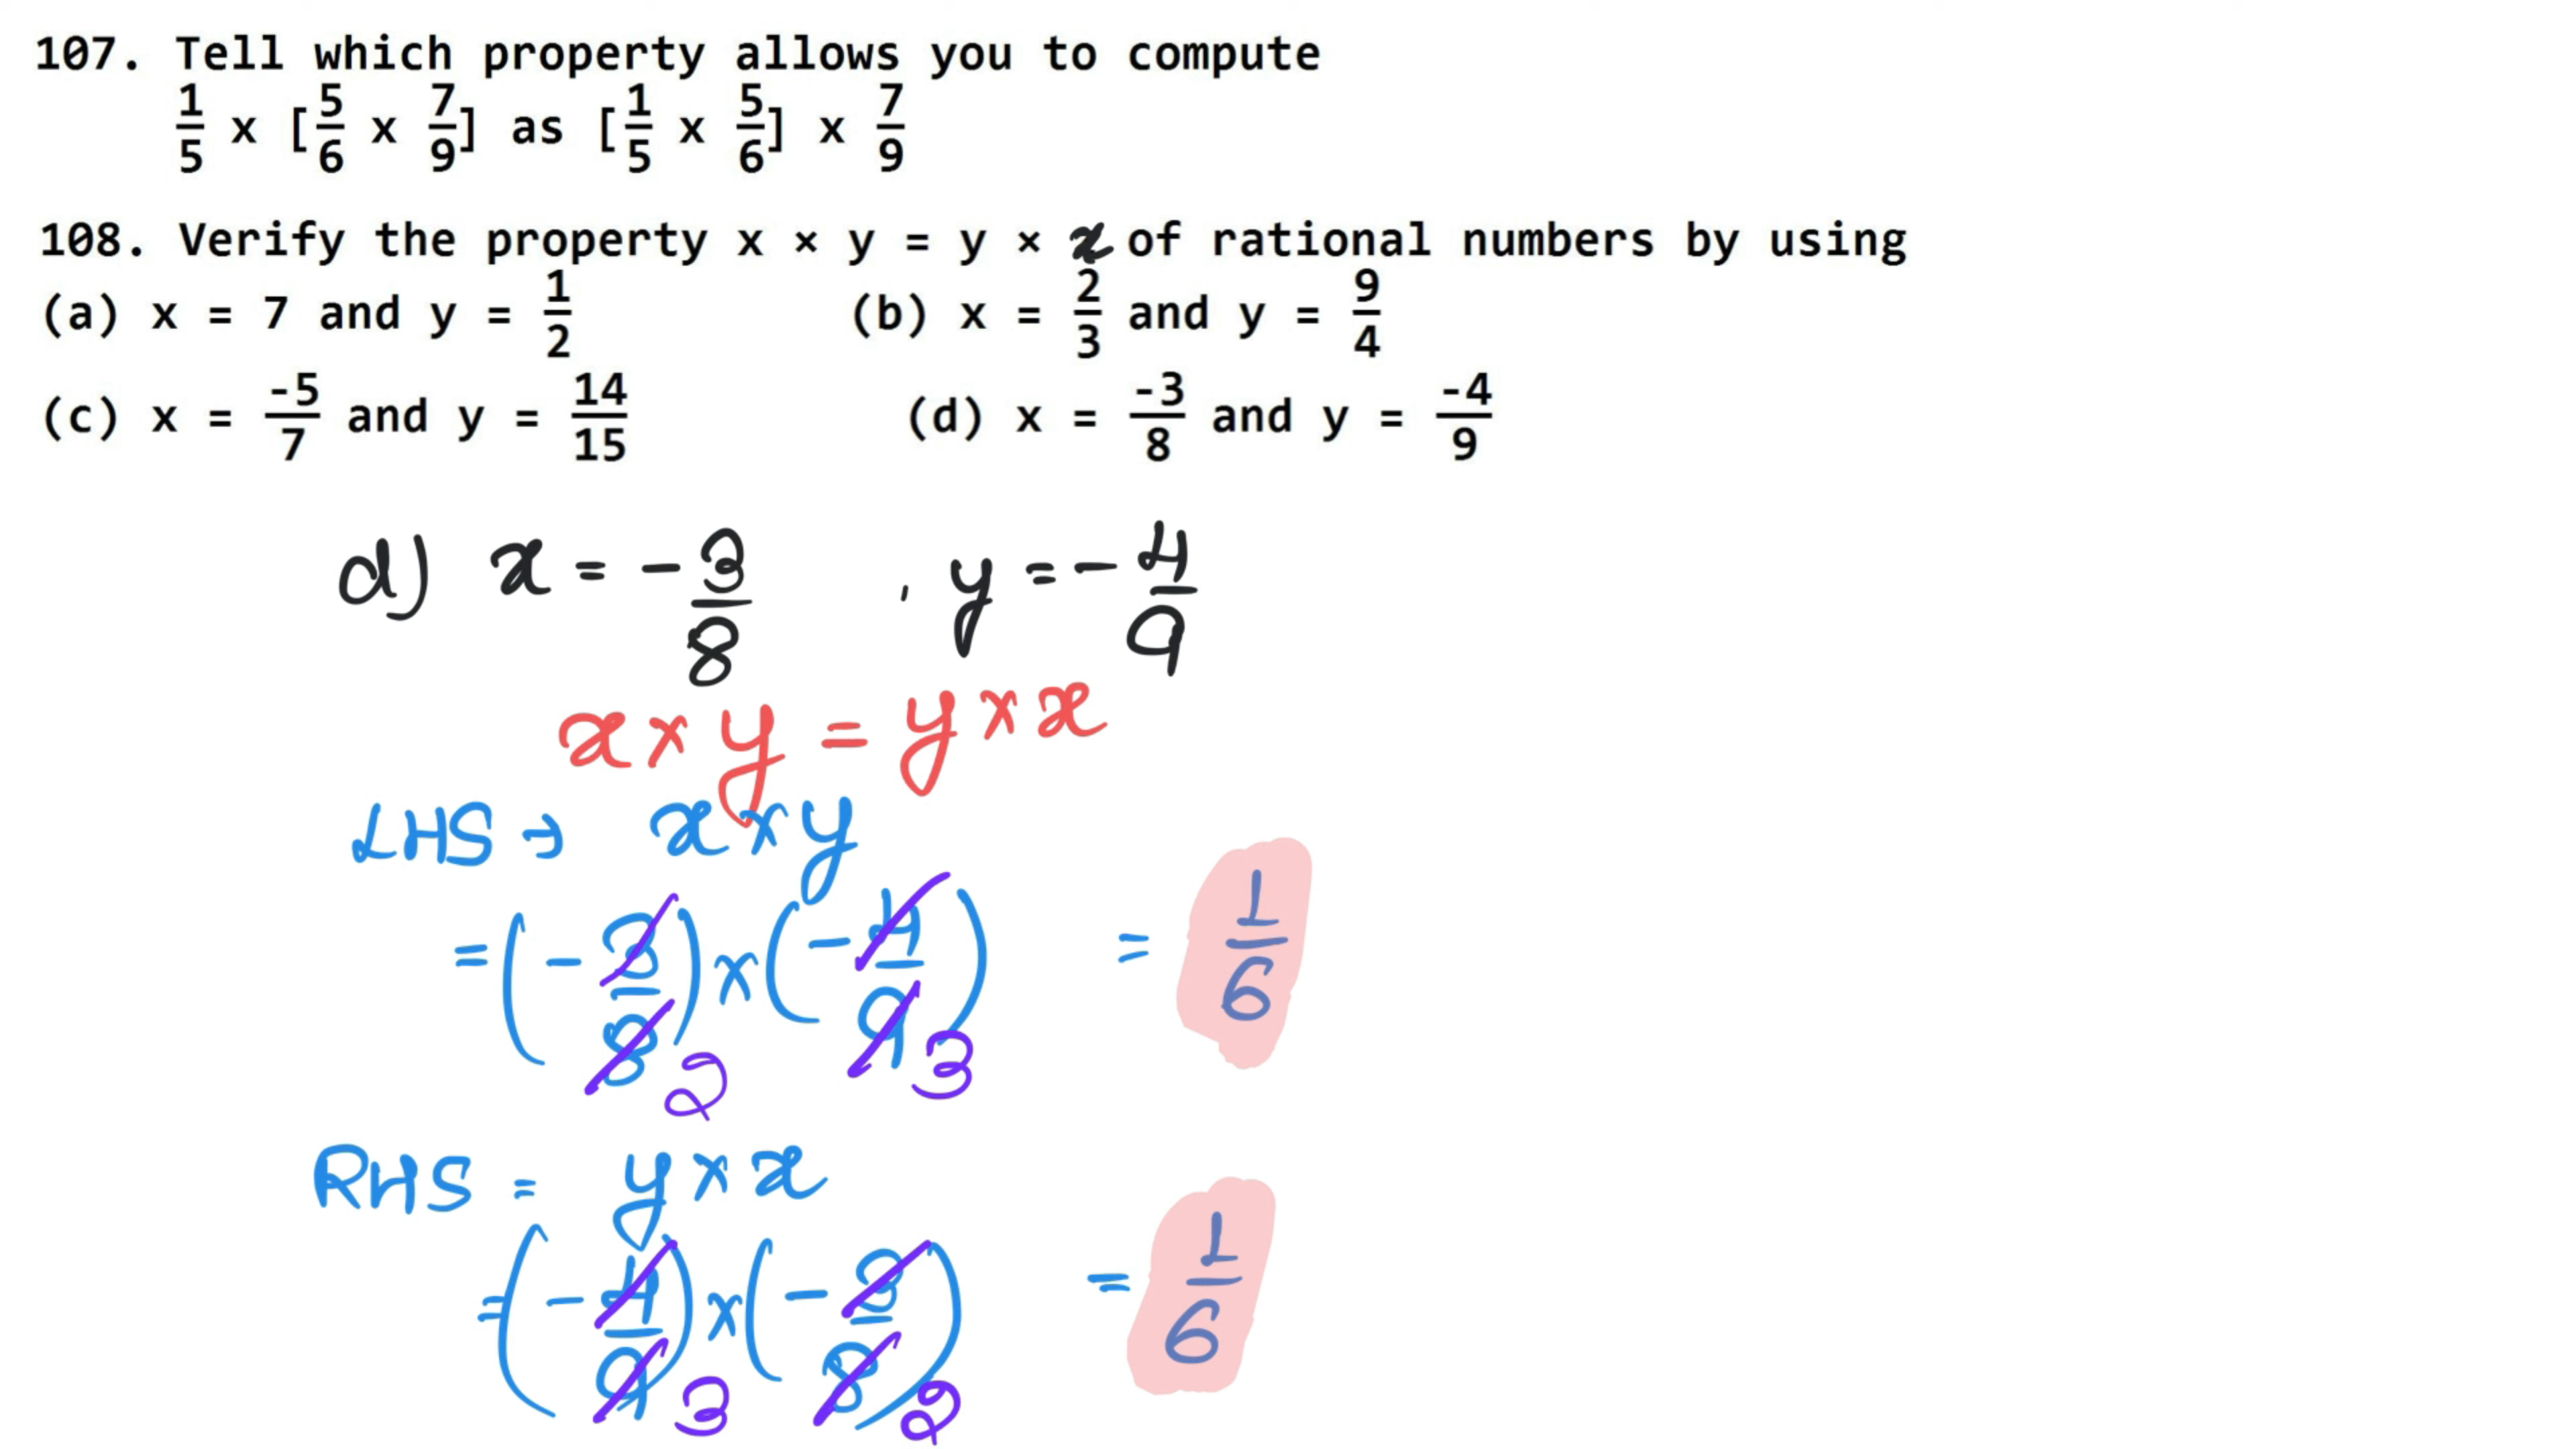 107. Tell which property allows you to compute
1/5 x [5/6 x 7/9] as [1/5 x 5/6] x 7/9
108. Verify the property x × y = y × x of rational numbers by using
(a) x = 7 and y = 1/2 (b) x = 2/3 and y = 9/4
(c) x = -5/7 and y = 14/15 (d) x = -3/8 and y = -4/9
d) x = -3/8 , y = -4/9
x × y = y × x
LHS → x × y
= (-3/8) × (-4/9) = 1/6
2 3
RHS = y × x
= (-4/9) × (-3/8) = 1/6
3 2